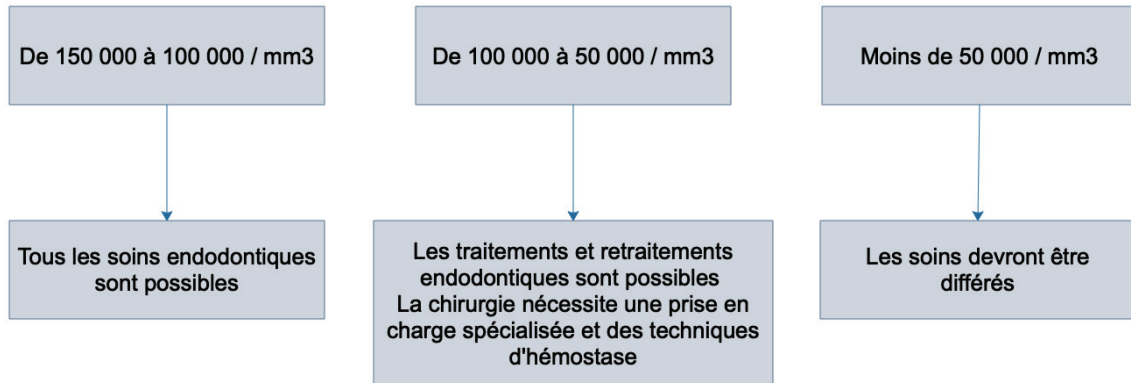 De 150 000 à 100 000 / mm3
De 100 000 à 50 000 / mm3
Moins de 50 000 / mm3
Tous les soins endodontiques
sont possibles
Les traitements et retraitements
endodontiques sont possibles
La chirurgie nécessite une prise en
charge spécialisée et des techniques
d'hémostase
Les soins devront être
différés